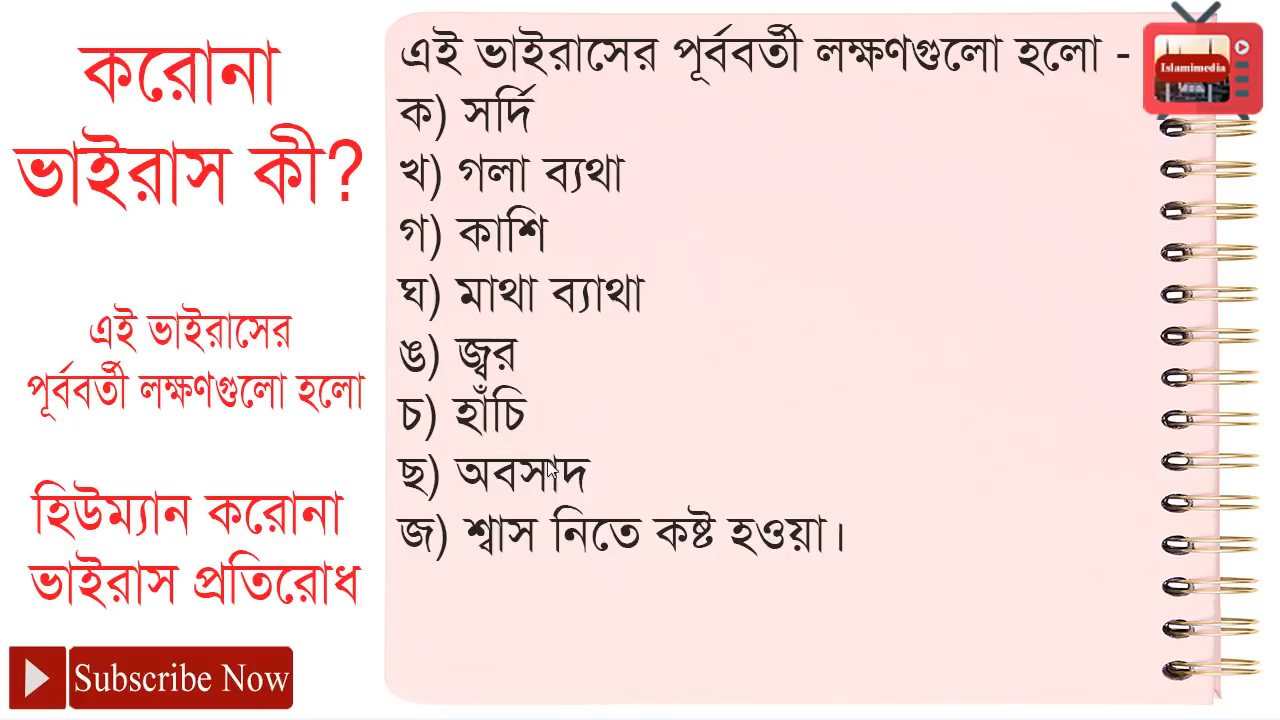 করোনা
ভাইরাস কী?
এই ভাইরাসের
পূর্ববর্তী লক্ষণগুলো হলো
হিউম্যান করোনা
ভাইরাস প্রতিরোধ
Subscribe Now
এই ভাইরাসের পূর্ববর্তী লক্ষণগুলো হলো -
ক) সর্দি
খ) গলা ব্যথা
গ) কাশি
ঘ) মাথা ব্যাথা
ঙ) জ্বর
চ) হাঁচি
ছ) অবসাদ
জ) শ্বাস নিতে কষ্ট হওয়া।
Islamimedia